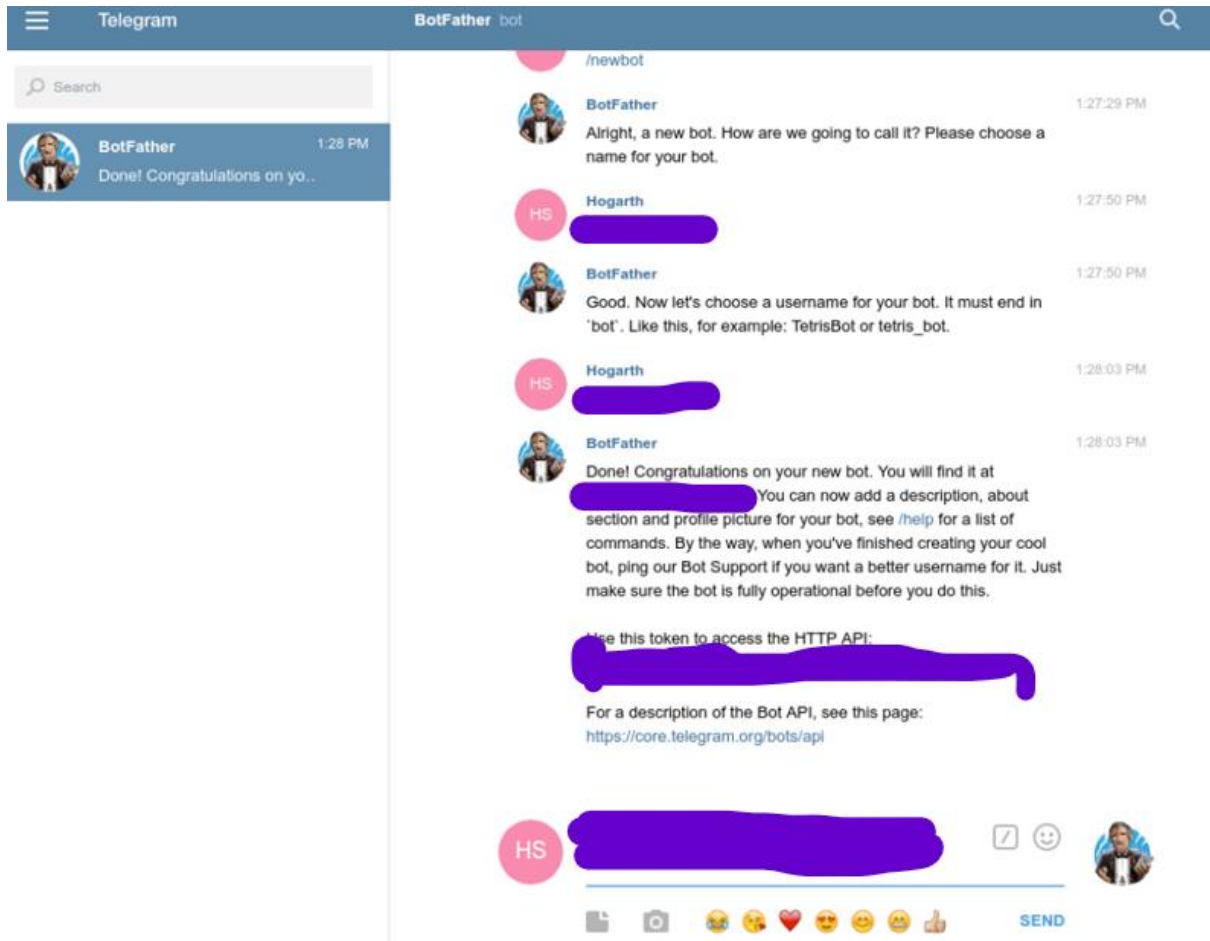 Telegram
BotFather bot
Search
BotFather 1:28 PM
Done! Congratulations on yo..
/newbot
BotFather 1:27:29 PM
Alright, a new bot. How are we going to call it? Please choose a
name for your bot.
HS Hogarth 1:27:50 PM
BotFather 1:27:50 PM
Good. Now let's choose a username for your bot. It must end in
`bot`. Like this, for example: TetrisBot or tetris_bot.
HS Hogarth 1:28:03 PM
BotFather 1:28:03 PM
Done! Congratulations on your new bot. You will find it at
You can now add a description, about
section and profile picture for your bot, see /help for a list of
commands. By the way, when you've finished creating your cool
bot, ping our Bot Support if you want a better username for it. Just
make sure the bot is fully operational before you do this.
Use this token to access the HTTP API:
For a description of the Bot API, see this page:
https://core.telegram.org/bots/api
HS
SEND